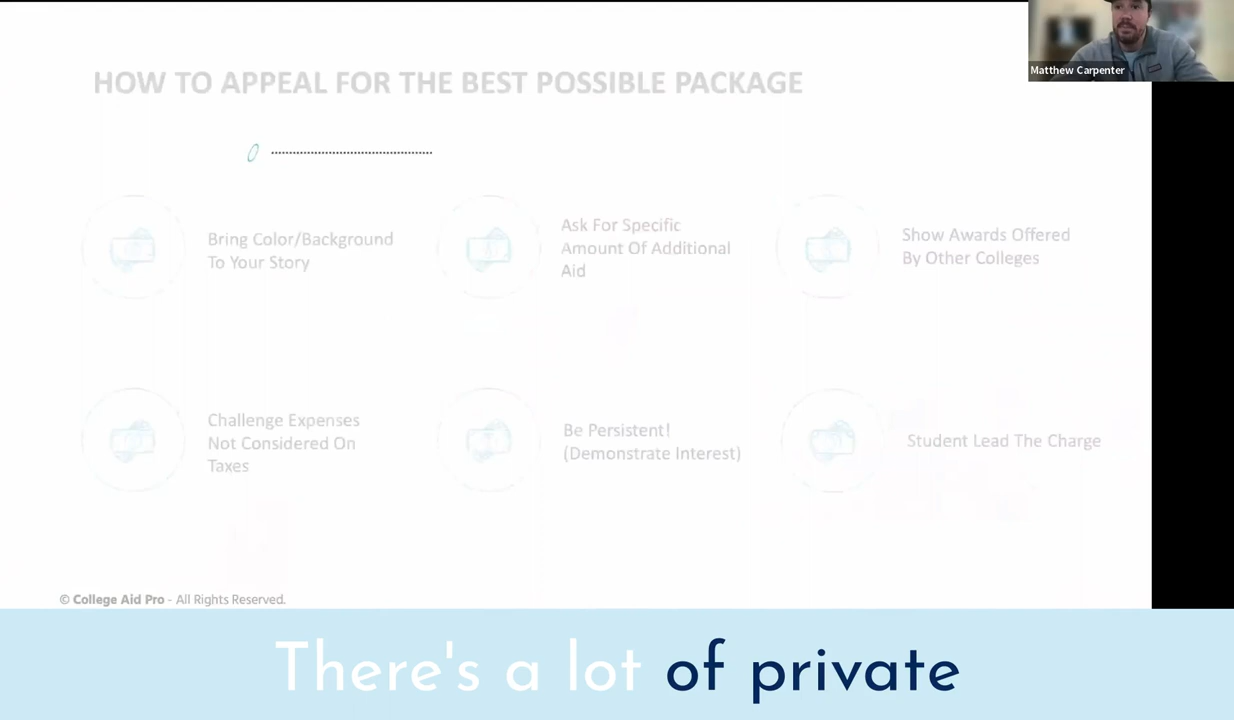 Matthew Carpenter
HOW TO APPEAL FOR THE BEST POSSIBLE PACKAGE
Bring Color/Background
To Your Story
Ask For Specific
Amount Of Additional
Aid
Show Awards Offered
By Other Colleges
Challenge Expenses
Not Considered On
Taxes
Be Persistent!
(Demonstrate Interest)
Student Lead The Charge
© College Aid Pro - All Rights Reserved.
There's a lot of private